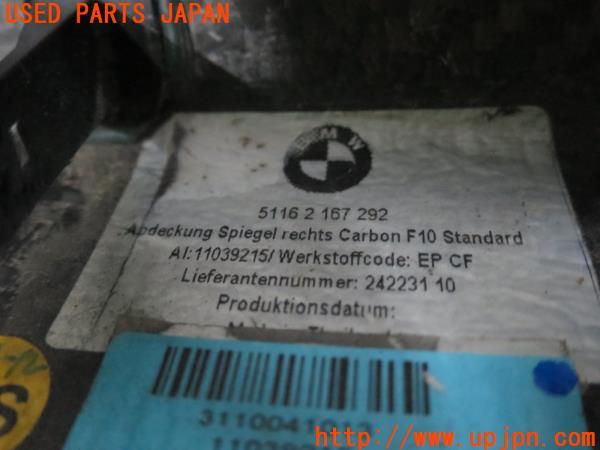 USED PARTS JAPAN
BMW
5116 2 167 292
Abdeckung Spiegel rechts Carbon F10 Standard
AI:11039215/ Werkstoffcode: EP CF
Lieferantennummer: 242231 10
Produktionsdatum:
S
http://www.upjpn.com